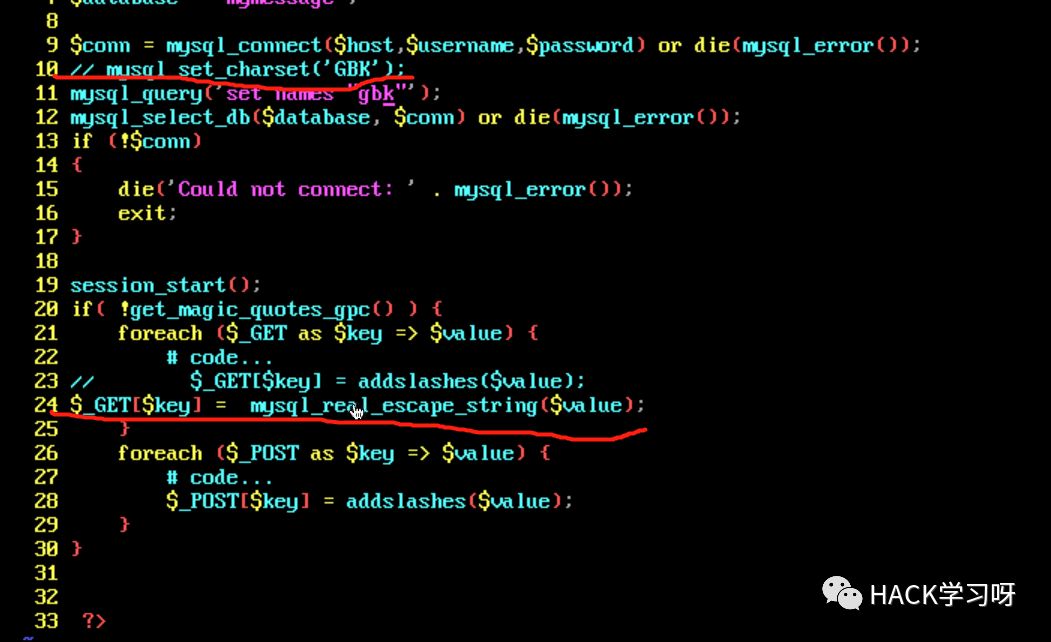 8
9 $conn = mysql_connect($host,$username,$password) or die(mysql_error());
10 // mysql_set_charset('GBK');
11 mysql_query('set names "gbk"');
12 mysql_select_db($database, $conn) or die(mysql_error());
13 if (!$conn)
14 {
15     die('Could not connect: ' . mysql_error());
16     exit;
17 }
18
19 session_start();
20 if( !get_magic_quotes_gpc() ) {
21     foreach ($_GET as $key => $value) {
22         # code...
23 //        $_GET[$key] = addslashes($value);
24 $_GET[$key] =  mysql_real_escape_string($value);
25     }
26     foreach ($_POST as $key => $value) {
27         # code...
28         $_POST[$key] = addslashes($value);
29     }
30 }
31
32
33  ?>
HACK学习呀